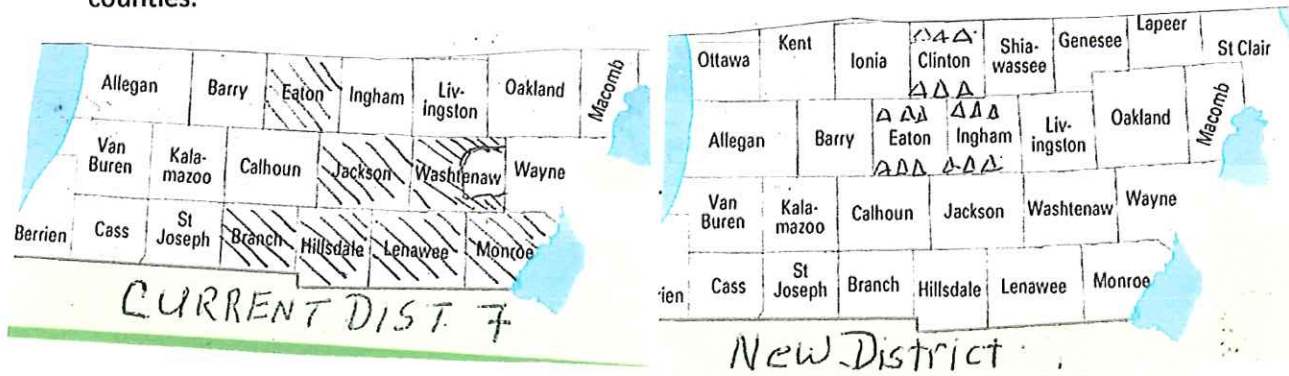 counties.
Allegan Barry Eaton Ingham Liv-
ingston Oakland Macomb
Van
Buren Kala-
mazoo Calhoun Jackson Washtenaw Wayne
Berrien Cass St
Joseph Branch Hillsdale Lenawee Monroe
CURRENT DIST. 7
Ottawa Kent Ionia Clinton Shia-
wassee Genesee Lapeer St Clair
Allegan Barry Eaton Ingham Liv-
ingston Oakland Macomb
Van
Buren Kala-
mazoo Calhoun Jackson Washtenaw Wayne
rien Cass St
Joseph Branch Hillsdale Lenawee Monroe
New District